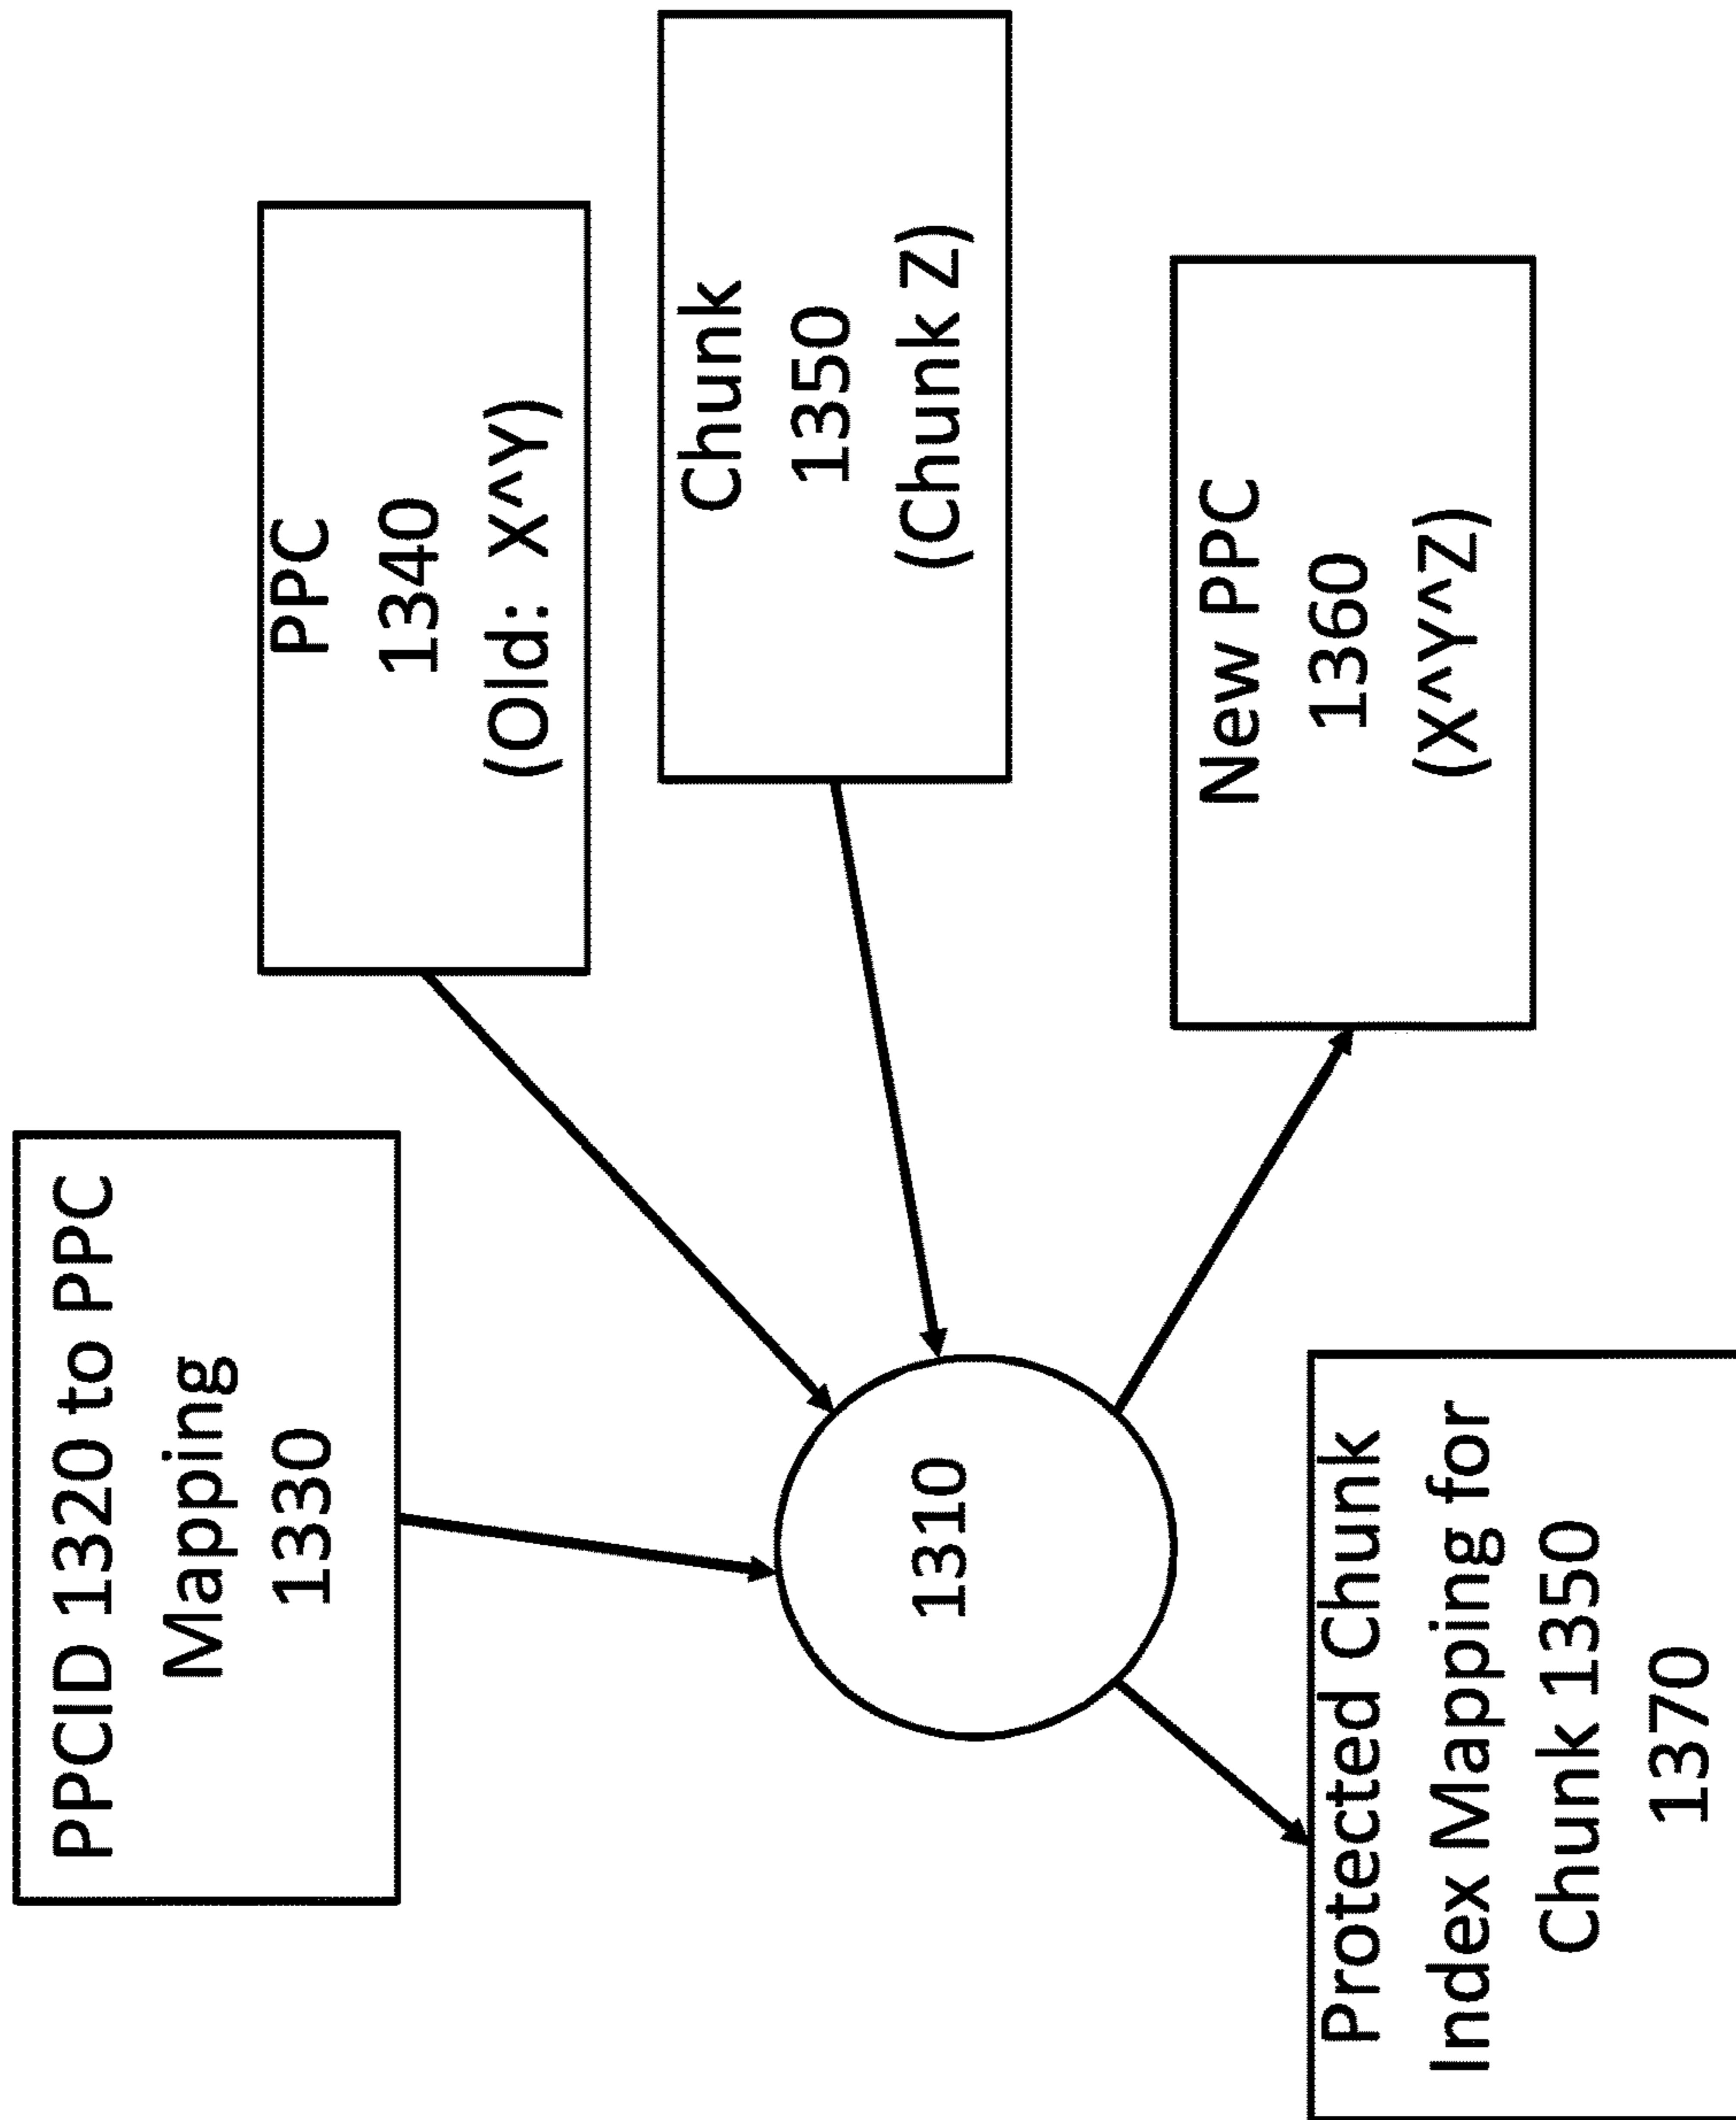 PPCID 1320 to PPC
Mapping
1330
PPC
1340
(Old: X^Y)
Chunk
1350
(Chunk Z)
1310
New PPC
1360
(X^Y^Z)
Protected Chunk
Index Mapping for
Chunk 1350
1370